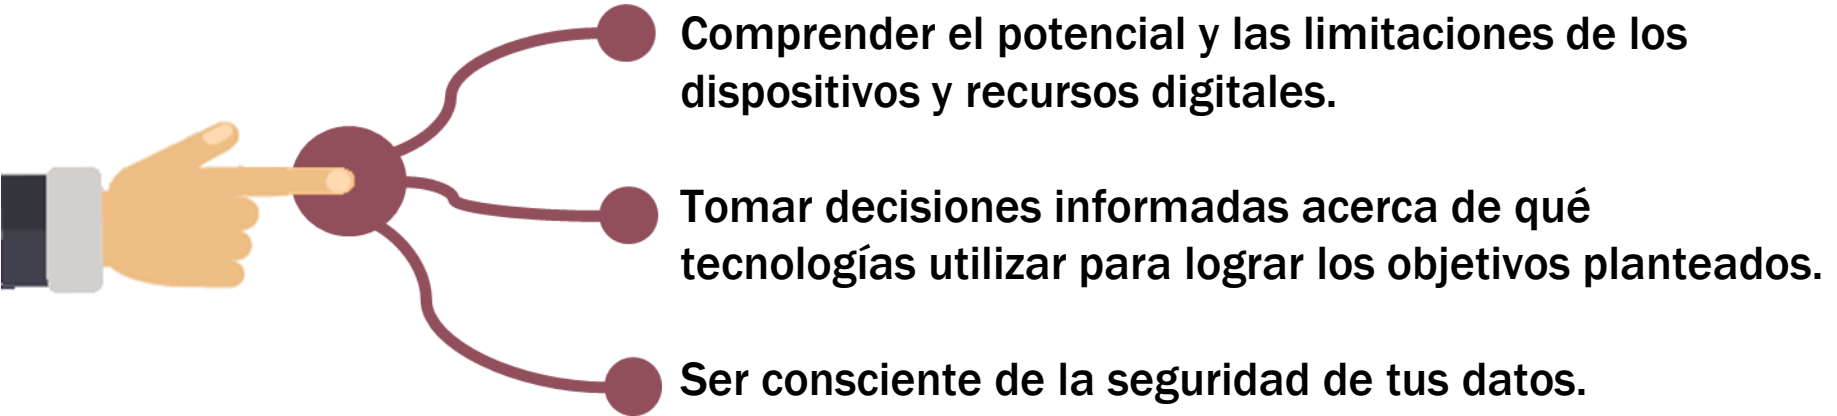 Comprender el potencial y las limitaciones de los
dispositivos y recursos digitales.
Tomar decisiones informadas acerca de qué
tecnologías utilizar para lograr los objetivos planteados.
Ser consciente de la seguridad de tus datos.